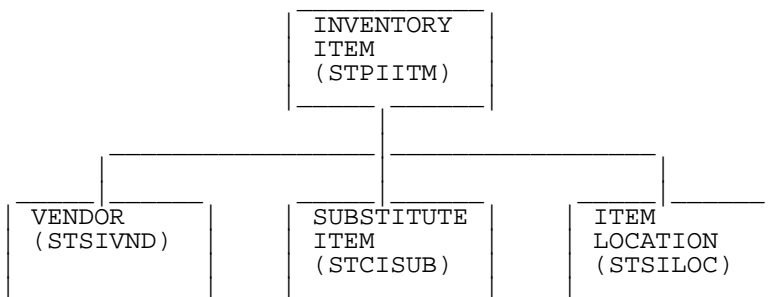 INVENTORY
ITEM
(STPIITM)
VENDOR
(STSIVND)
SUBSTITUTE
ITEM
(STCISUB)
ITEM
LOCATION
(STSILOC)